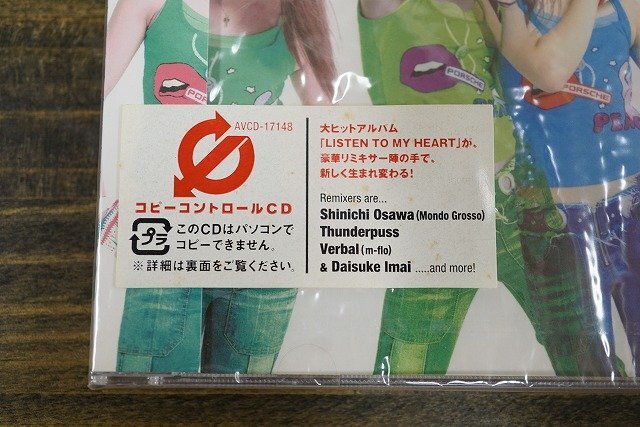 PORSCHE
PORSCHE
PORSCHE
AVCD-17148
コピーコントロールCD
プラ
このCDはパソコンで
コピーできません。
※詳細は裏面をご覧ください。
大ヒットアルバム
「LISTEN TO MY HEART」が、
豪華リミキサー陣の手で、
新しく生まれ変わる!
Remixers are...
Shinichi Osawa (Mondo Grosso)
Thunderpuss
Verbal (m-flo)
& Daisuke Imai .....and more!